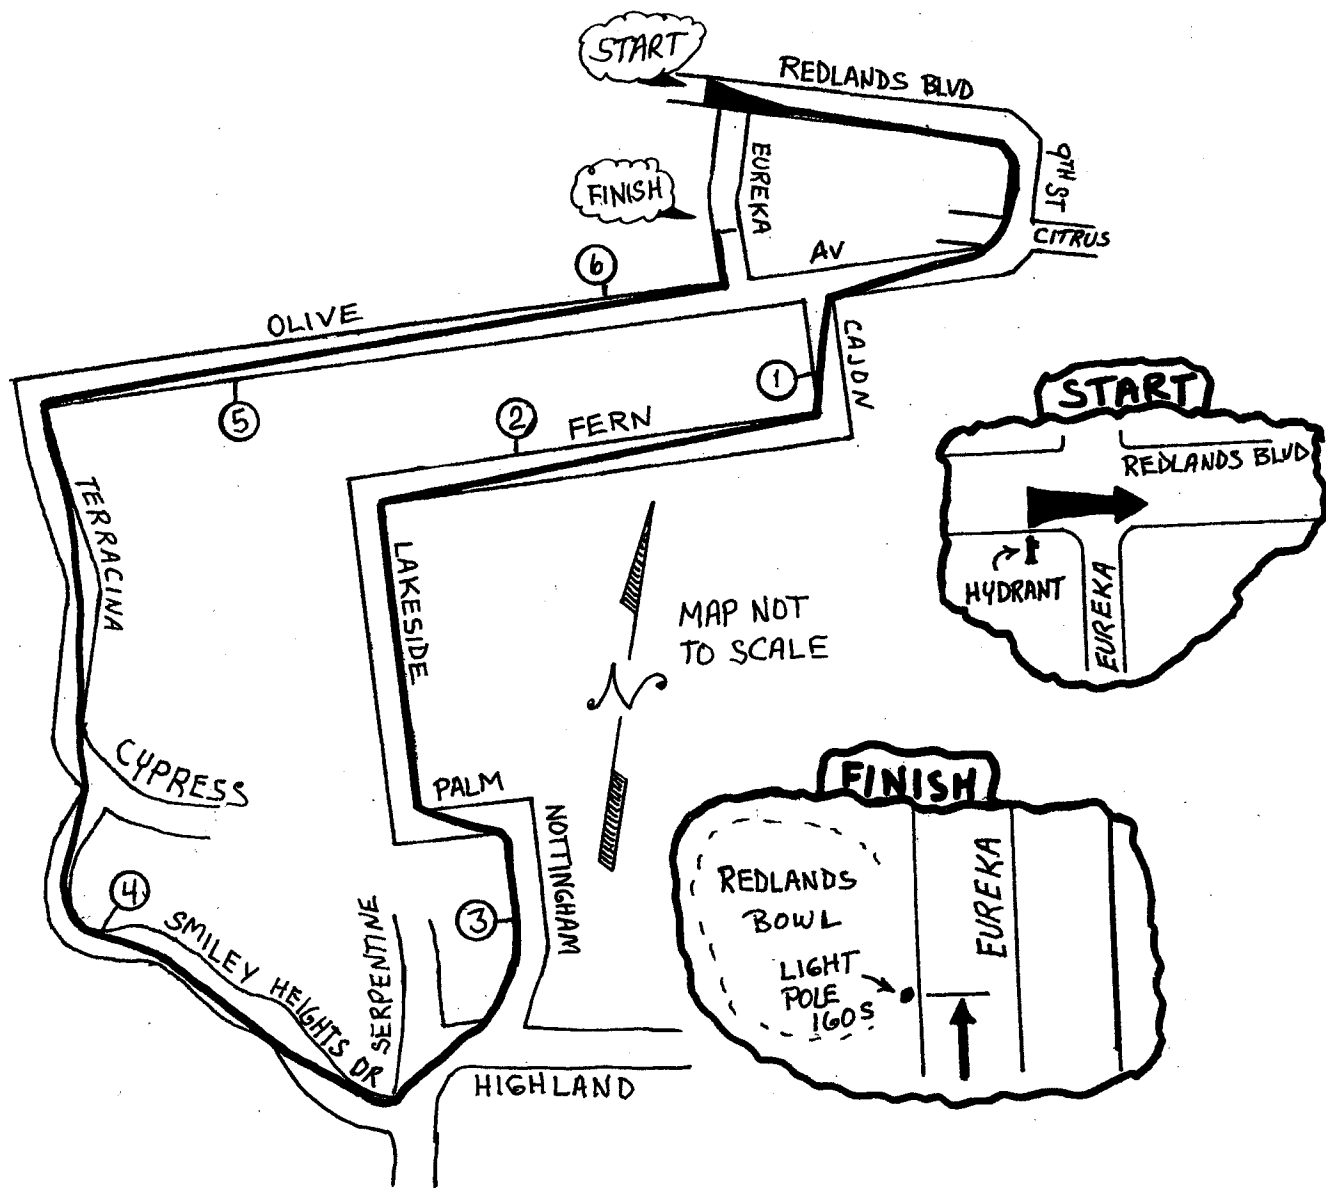 START
REDLANDS BLVD
9TH ST
EUREKA
FINISH
CITRUS
AV
6
OLIVE
CAJON
1
5
2
FERN
START
REDLANDS BLVD
HYDRANT
EUREKA
TERRACINA
LAKESIDE
MAP NOT
TO SCALE
N
CYPRESS
PALM
NOTTINGHAM
4
SMILEY HEIGHTS DR
SERPENTINE
3
HIGHLAND
FINISH
EUREKA
REDLANDS
BOWL
LIGHT
POLE
160S